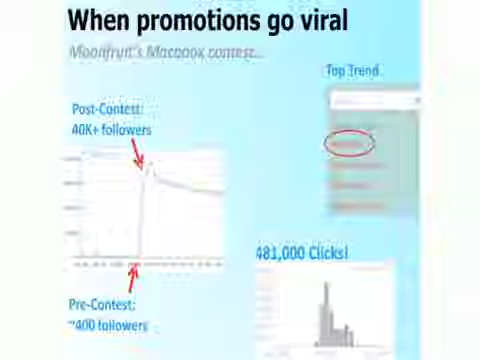 When promotions go viral
Moonfruit's Macbook contest...
Top Trend
Post-Contest:
40K+ followers
481,000 Clicks!
Pre-Contest:
~400 followers